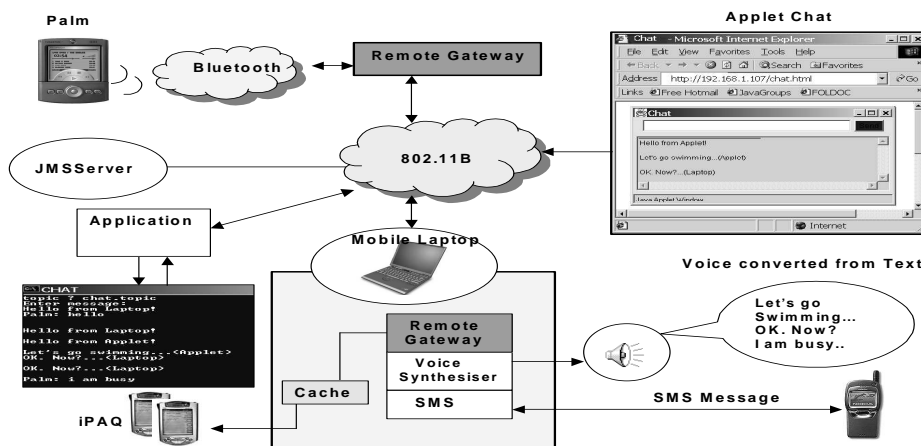 Palm
Bluetooth
Remote Gateway
Applet Chat
Chat - Microsoft Internet Explorer
File Edit View Favorites Tools Help
Back Search Favorites
Address http://192.168.1.107/chat.html Go
Links Free Hotmail JavaGroups FOLDOC
Chat
Hello from Applet!
Let's go swimming...(Applet)
OK. Now?...(Laptop)
Java Applet Window
Internet
JMSServer
802.11B
Application
Mobile Laptop
CHAT
topic ? chat.topic
Enter message:
Hello from Laptop!
Palm: hello
Hello from Laptop!
Hello from Applet!
Let's go swimming...<Applet>
OK. Now?...<Laptop>
OK. Now?...<Laptop>
Palm: i am busy
iPAQ
Cache
Remote
Gateway
Voice
Synthesiser
SMS
Voice converted from Text
Let's go
Swimming...
OK. Now?
I am busy..
SMS Message